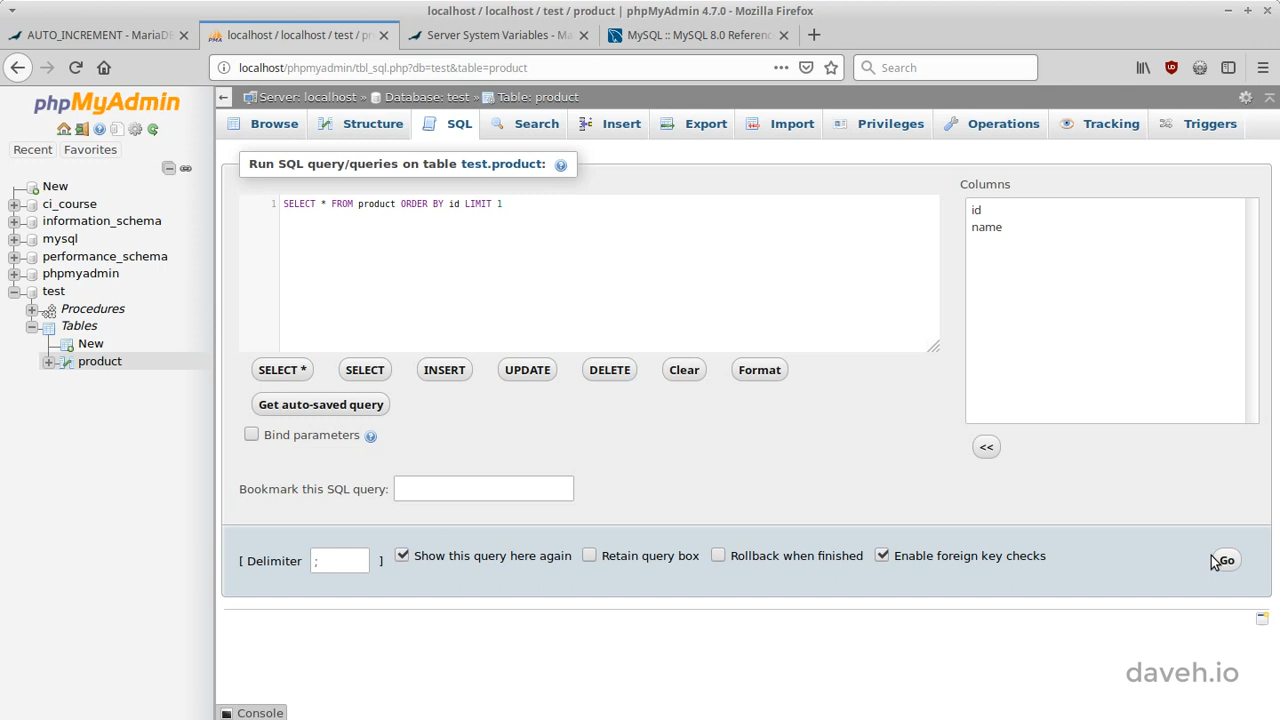 localhost / localhost / test / product | phpMyAdmin 4.7.0 - Mozilla Firefox
AUTO_INCREMENT - MariaDB
localhost / localhost / test / pr
Server System Variables - Ma
MySQL :: MySQL 8.0 Referenc
localhost/phpmyadmin/tbl_sql.php?db=test&table=product
Search
phpMyAdmin
Recent
Favorites
New
ci_course
information_schema
mysql
performance_schema
phpmyadmin
test
Procedures
Tables
New
product
Server: localhost » Database: test » Table: product
Browse Structure SQL Search Insert Export Import Privileges Operations Tracking Triggers
Run SQL query/queries on table test.product:
1 SELECT * FROM product ORDER BY id LIMIT 1
Columns
id
name
<<
SELECT * SELECT INSERT UPDATE DELETE Clear Format
Get auto-saved query
Bind parameters
Bookmark this SQL query:
[ Delimiter ; ] Show this query here again Retain query box Rollback when finished Enable foreign key checks Go
daveh.io
Console